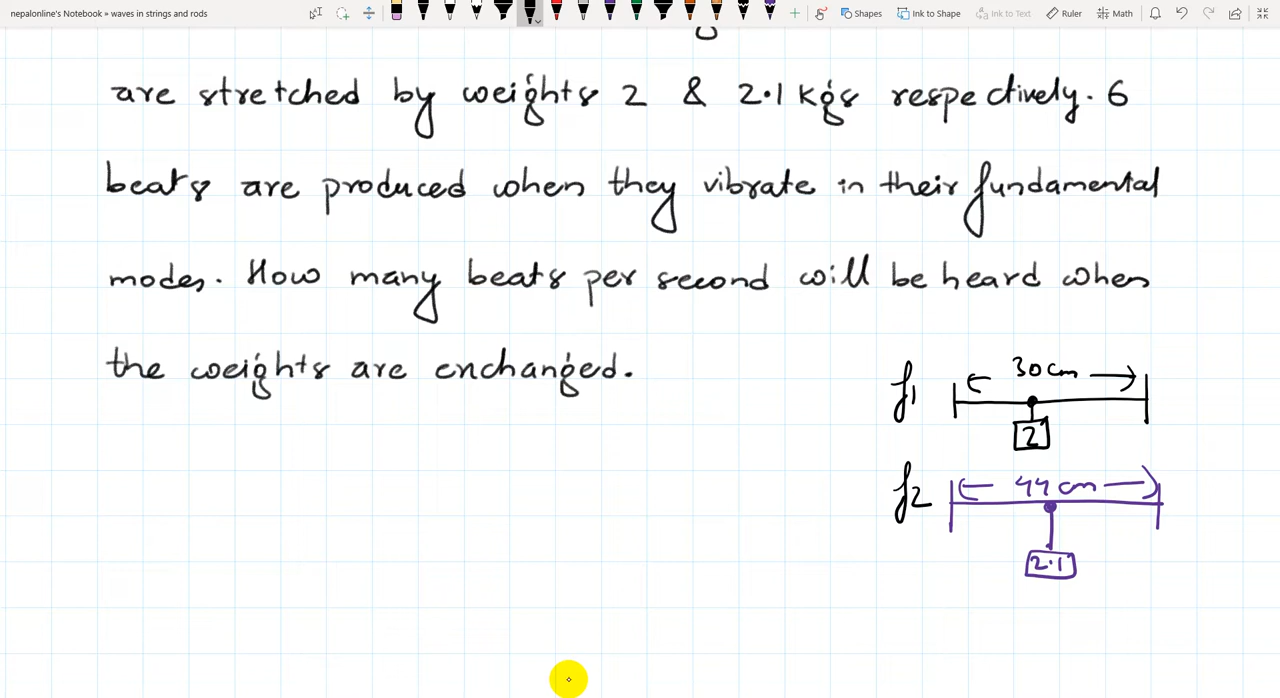 nepalonline's Notebook » waves in strings and rods
Shapes
Ink to Shape
Ink to Text
Ruler
Math
are stretched by weights 2 & 2.1 kgs respectively. 6
beats are produced when they vibrate in their fundamental
modes. How many beats per second will be heard when
the weights are enchanged.
f1
30 cm
2
f2
44 cm
2.1